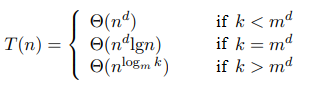 Θ(n^d) if k < m^d
T(n) = { Θ(n^d lgn) if k = m^d
Θ(n^{log_m k}) if k > m^d